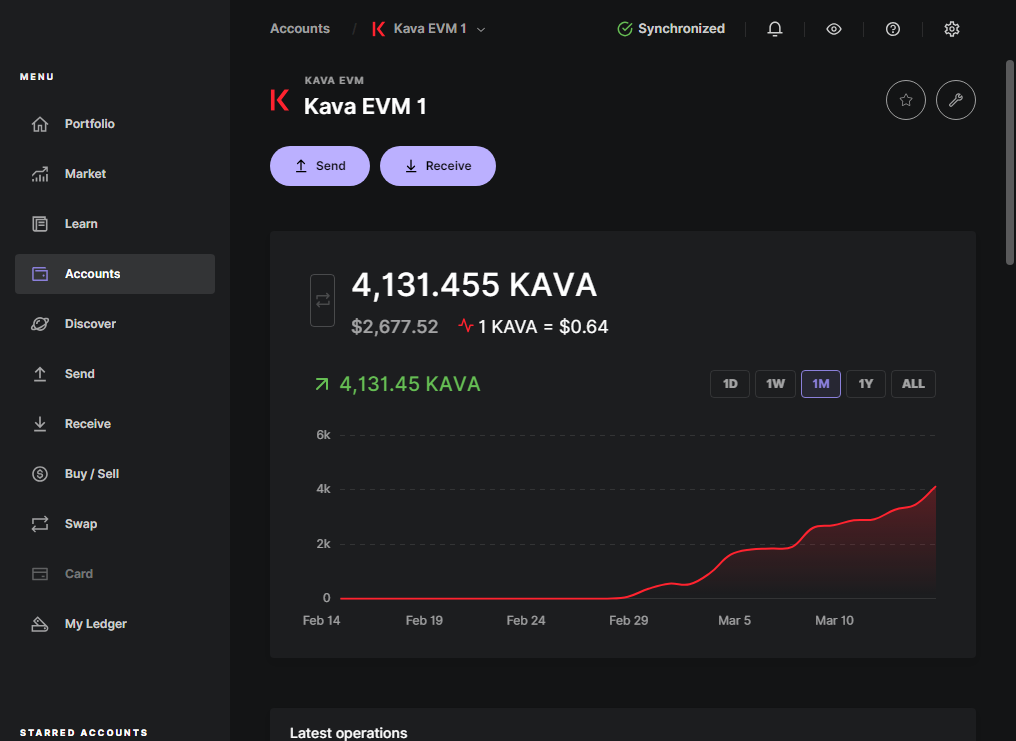 MENU
Portfolio
Market
Learn
Accounts
Discover
Send
Receive
Buy / Sell
Swap
Card
My Ledger
STARRED ACCOUNTS
Accounts / Kava EVM 1
Synchronized
KAVA EVM
Kava EVM 1
Send Receive
4,131.455 KAVA
$2,677.52 1 KAVA = $0.64
4,131.45 KAVA
1D 1W 1M 1Y ALL
6k
4k
2k
0
Feb 14 Feb 19 Feb 24 Feb 29 Mar 5 Mar 10
Latest operations